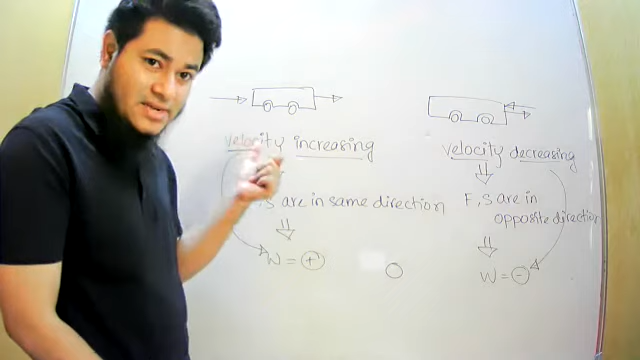 velocity increasing
, S are in same direction
W = +
velocity decreasing
F, S are in
opposite direction
W = -